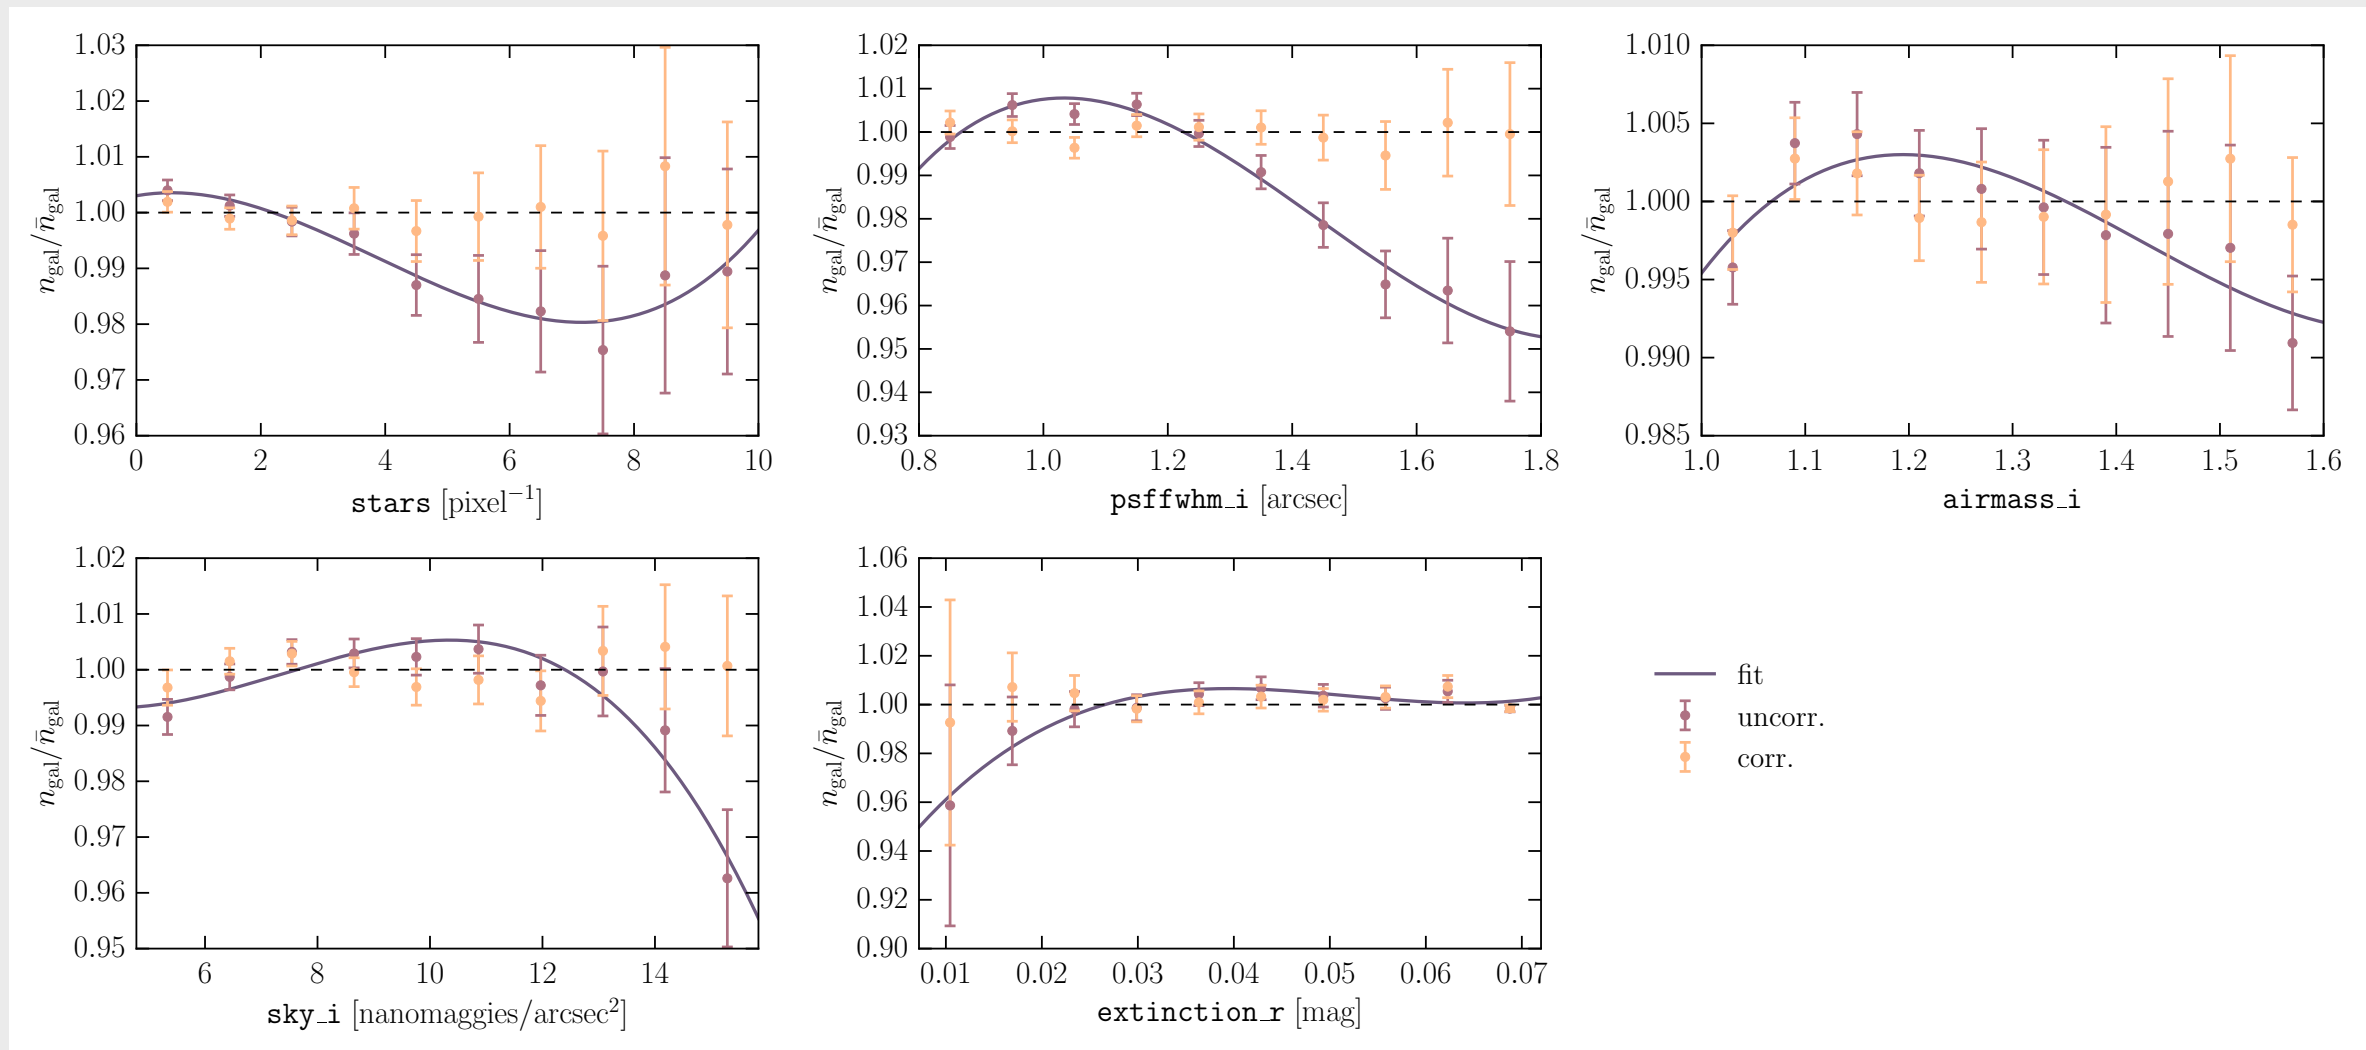 1.03
1.02
1.01
1.00
0.99
0.98
0.97
0.96
n_gal/n̄_gal
0 2 4 6 8 10
stars [pixel⁻¹]
1.02
1.01
1.00
0.99
0.98
0.97
0.96
0.95
0.94
0.93
n_gal/n̄_gal
0.8 1.0 1.2 1.4 1.6 1.8
psffwhm_i [arcsec]
1.010
1.005
1.000
0.995
0.990
0.985
n_gal/n̄_gal
1.0 1.1 1.2 1.3 1.4 1.5 1.6
airmass_i
1.02
1.01
1.00
0.99
0.98
0.97
0.96
0.95
n_gal/n̄_gal
6 8 10 12 14
sky_i [nanomaggies/arcsec²]
1.06
1.04
1.02
1.00
0.98
0.96
0.94
0.92
0.90
n_gal/n̄_gal
0.01 0.02 0.03 0.04 0.05 0.06 0.07
extinction_r [mag]
fit
uncorr.
corr.